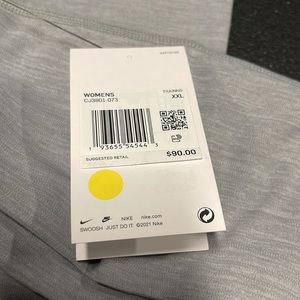 WOMENS
TRAINING
CJ3801-073
XXL
1 93655 54544 3
SUGGESTED RETAIL
$90.00
NIKE nike.com
SWOOSH JUST DO IT. ©2021 Nike